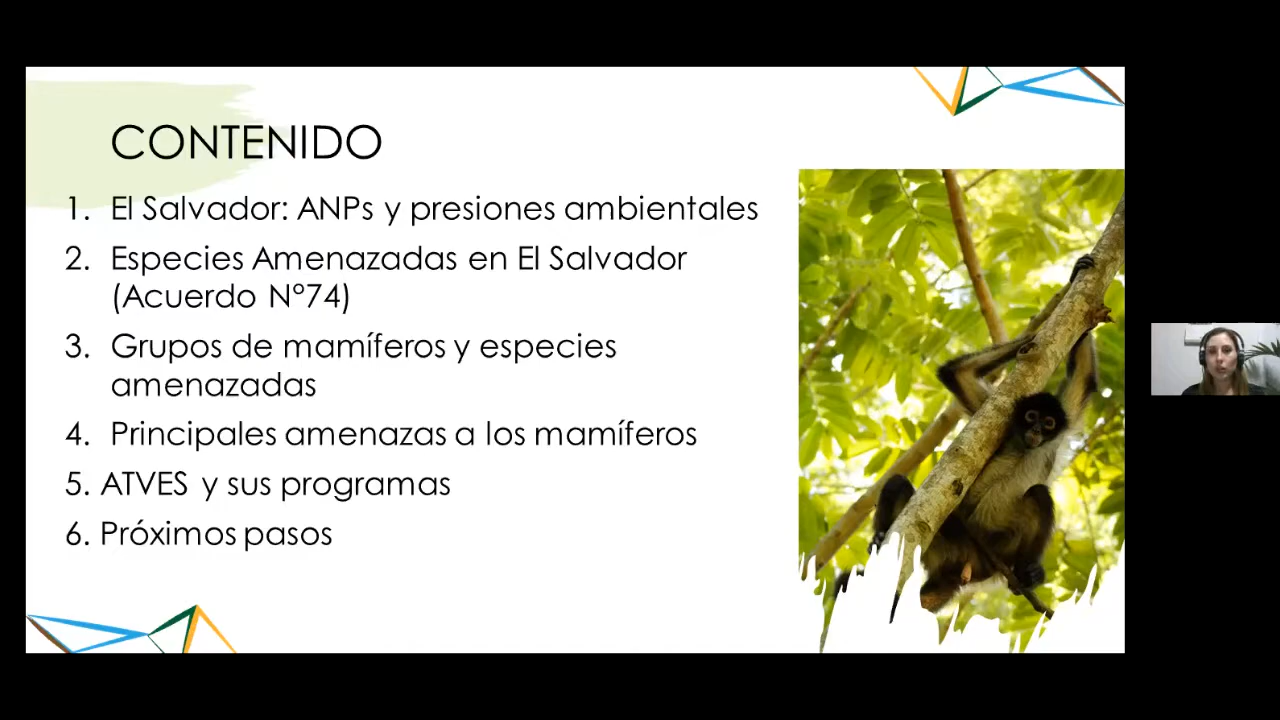 CONTENIDO
1. El Salvador: ANPs y presiones ambientales
2. Especies Amenazadas en El Salvador
(Acuerdo N°74)
3. Grupos de mamíferos y especies
amenazadas
4. Principales amenazas a los mamíferos
5. ATVES y sus programas
6. Próximos pasos